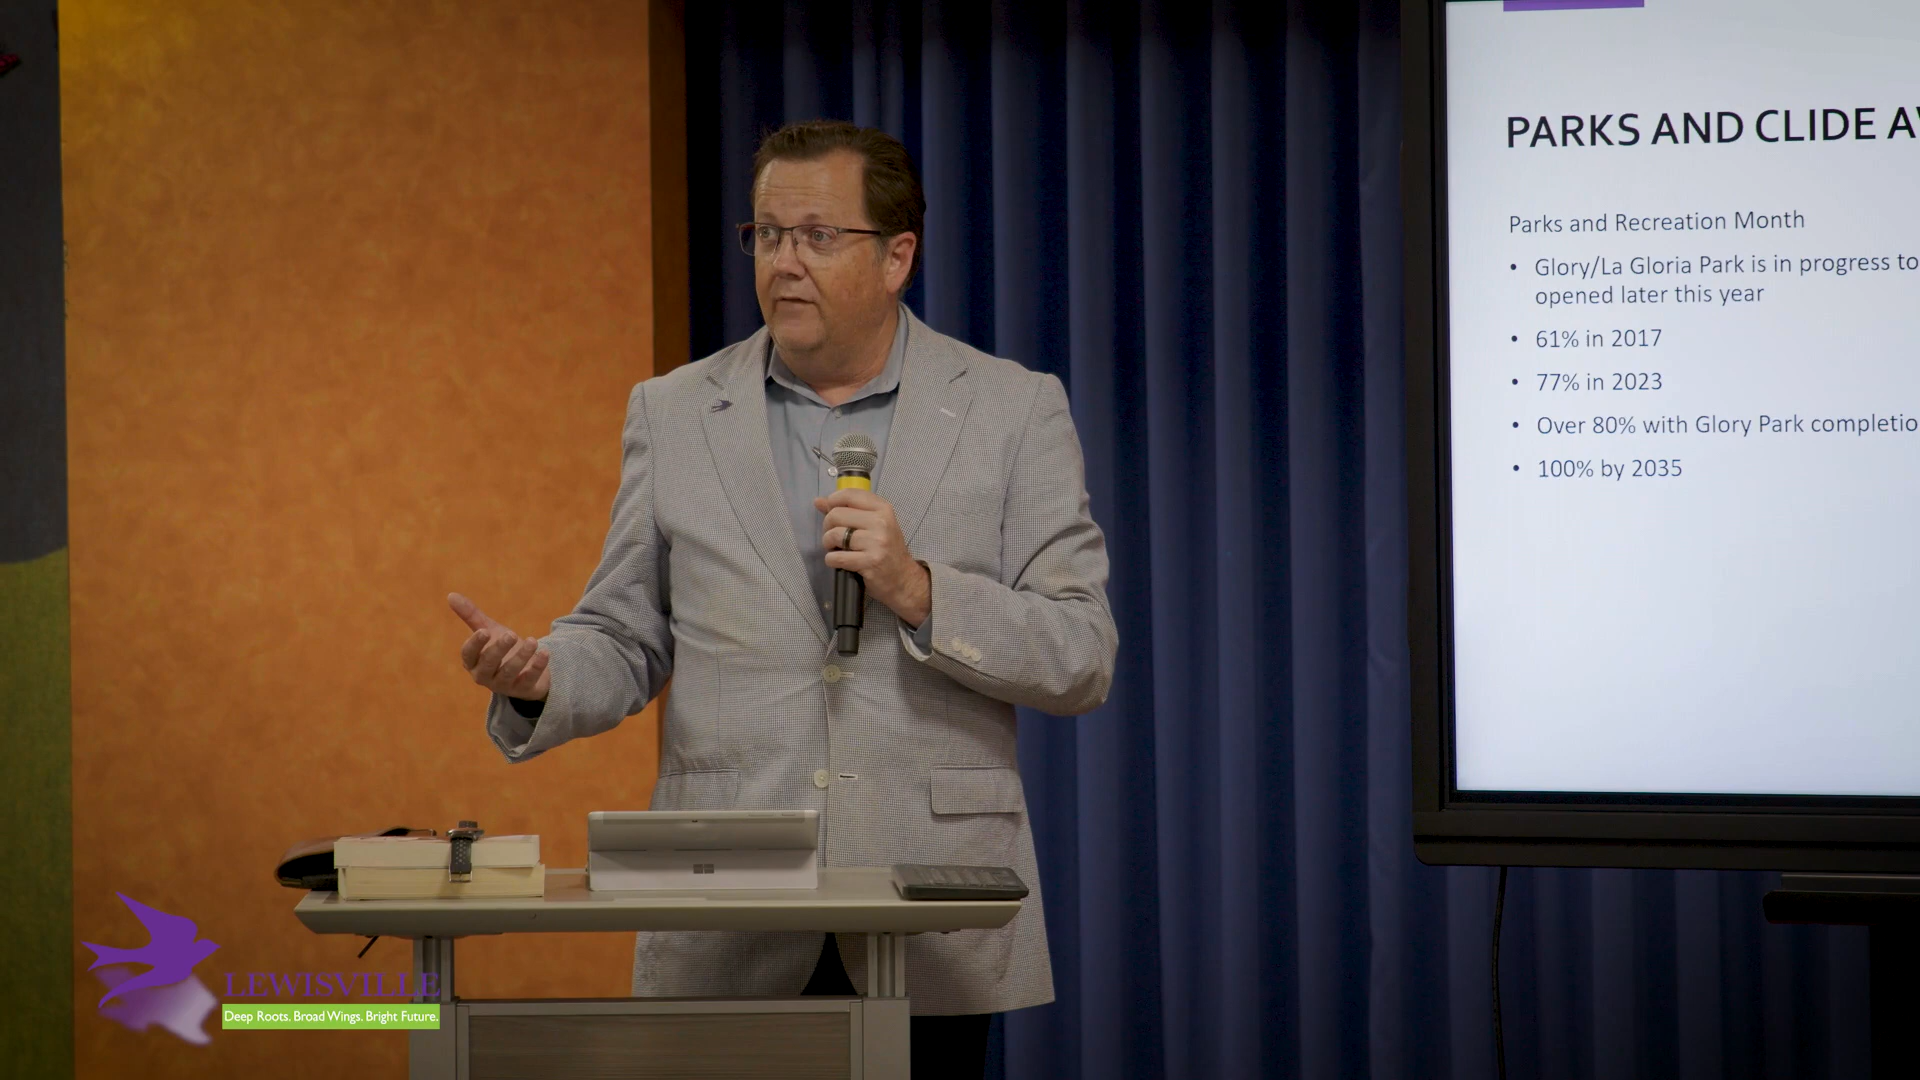 PARKS AND CLIDE
Parks and Recreation Month
• Glory/La Gloria Park is in progress to
opened later this year
• 61% in 2017
• 77% in 2023
• Over 80% with Glory Park completio
• 100% by 2035
LEWISVILLE
Deep Roots. Broad Wings. Bright Future.